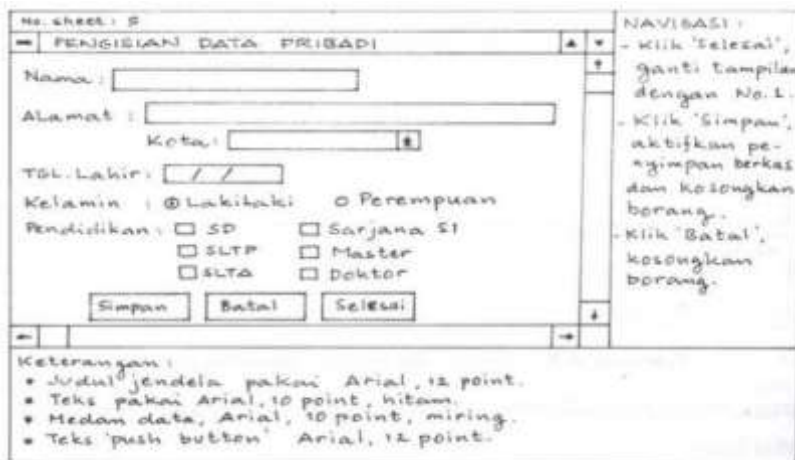 No. sheet : 5
PENGISIAN DATA PRIBADI
Nama :
ALamat :
Kota :
TGL. Lahir : / /
Kelamin : Lakilaki Perempuan
Pendidikan : SD Sarjana S1
SLTP Master
SLTA Doktor
Simpan Batal Selesai
NAVIGASI :
- Klik 'Selesai',
ganti tampilan
dengan No. 1.
- Klik 'Simpan',
aktifkan pe-
nyimpan berkas
dan kosongkan
borang.
- Klik 'Batal',
kosongkan
borang.
Keterangan :
• Judul jendela pakai Arial, 12 point.
• Teks pakai Arial, 10 point, hitam.
• Medan data, Arial, 10 point, miring.
• Teks 'push button' Arial, 12 point.